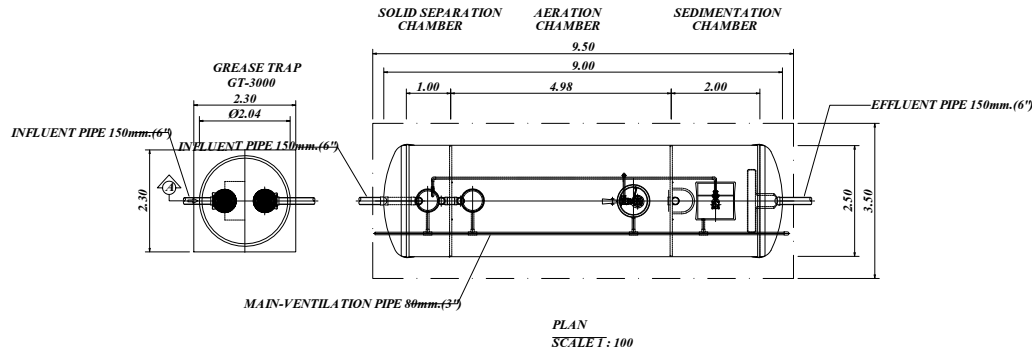 SOLID SEPARATION
CHAMBER
AERATION
CHAMBER
SEDIMENTATION
CHAMBER
9.50
9.00
1.00
4.98
2.00
GREASE TRAP
GT-3000
2.30
Ø2.04
INFLUENT PIPE 150mm.(6")
INFLUENT PIPE 150mm.(6")
EFFLUENT PIPE 150mm.(6")
A
2.30
2.50
3.50
MAIN-VENTILATION PIPE 80mm.(3")
PLAN
SCALE 1 : 100